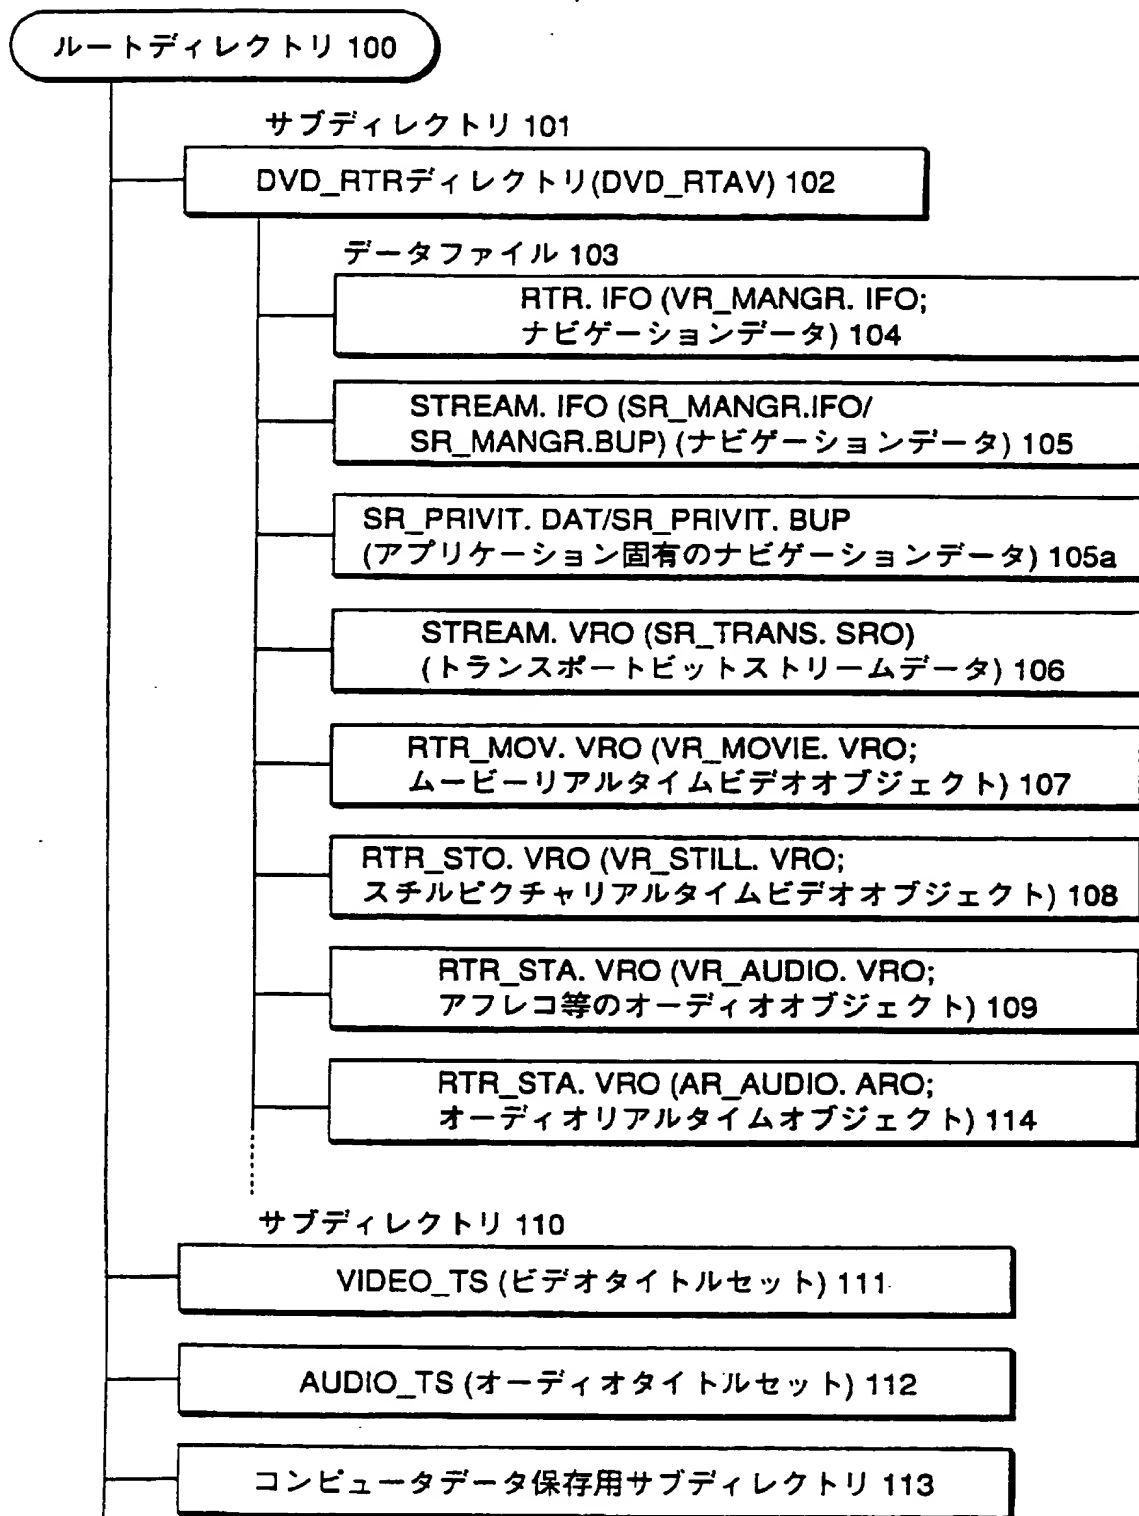 ルートディレクトリ 100
サブディレクトリ 101
DVD_RTRディレクトリ(DVD_RTAV) 102
データファイル 103
RTR. IFO (VR_MANGR. IFO;
ナビゲーションデータ) 104
STREAM. IFO (SR_MANGR.IFO/
SR_MANGR.BUP) (ナビゲーションデータ) 105
SR_PRIVIT. DAT/SR_PRIVIT. BUP
(アプリケーション固有のナビゲーションデータ) 105a
STREAM. VRO (SR_TRANS. SRO)
(トランスポートビットストリームデータ) 106
RTR_MOV. VRO (VR_MOVIE. VRO;
ムービーリアルタイムビデオオブジェクト) 107
RTR_STO. VRO (VR_STILL. VRO;
スチルピクチャリアルタイムビデオオブジェクト) 108
RTR_STA. VRO (VR_AUDIO. VRO;
アフレコ等のオーディオオブジェクト) 109
RTR_STA. VRO (AR_AUDIO. ARO;
オーディオリアルタイムオブジェクト) 114
サブディレクトリ 110
VIDEO_TS (ビデオタイトルセット) 111
AUDIO_TS (オーディオタイトルセット) 112
コンピュータデータ保存用サブディレクトリ 113